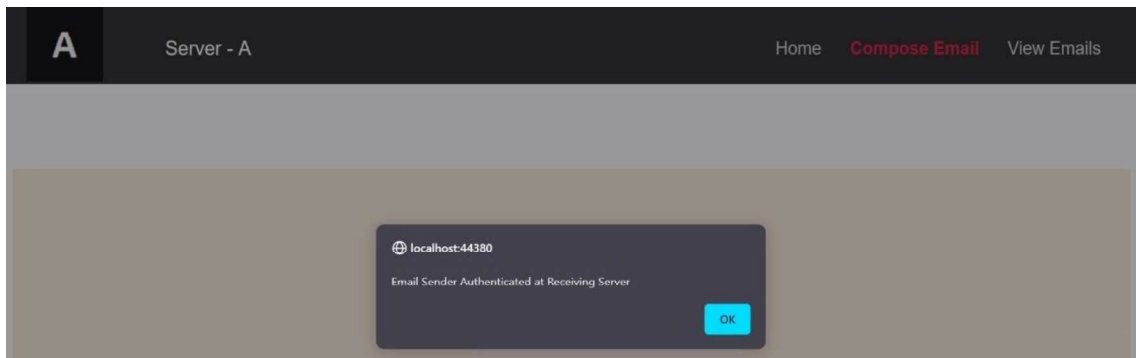 A
Server - A
Home Compose Email View Emails
localhost:44380
Email Sender Authenticated at Receiving Server
OK